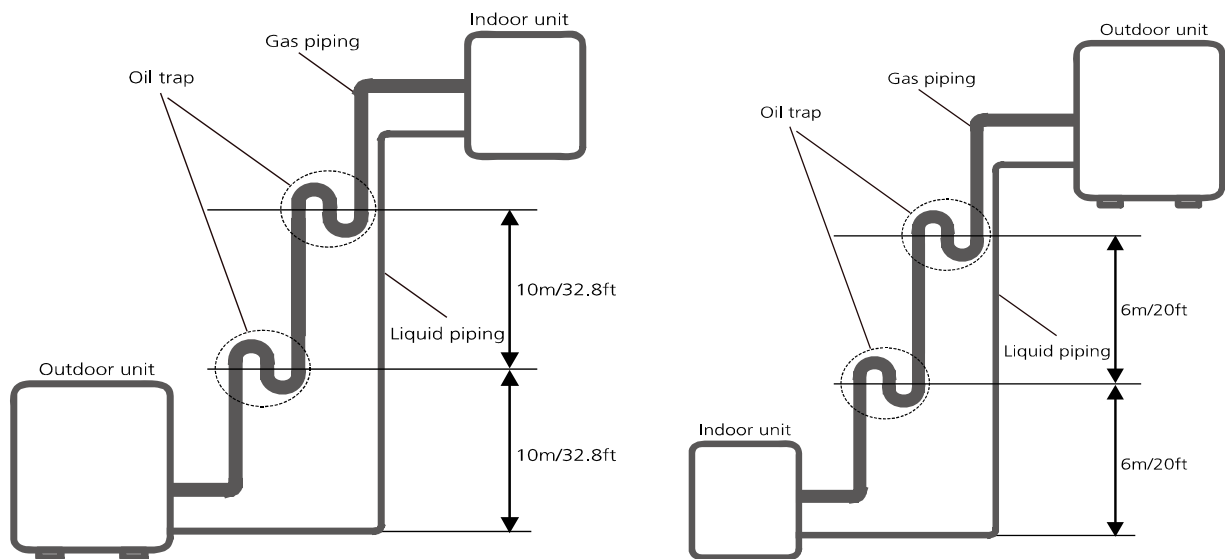 Indoor unit
Gas piping
Oil trap
10m/32.8ft
Liquid piping
Outdoor unit
10m/32.8ft
Outdoor unit
Gas piping
Oil trap
6m/20ft
Liquid piping
Indoor unit
6m/20ft